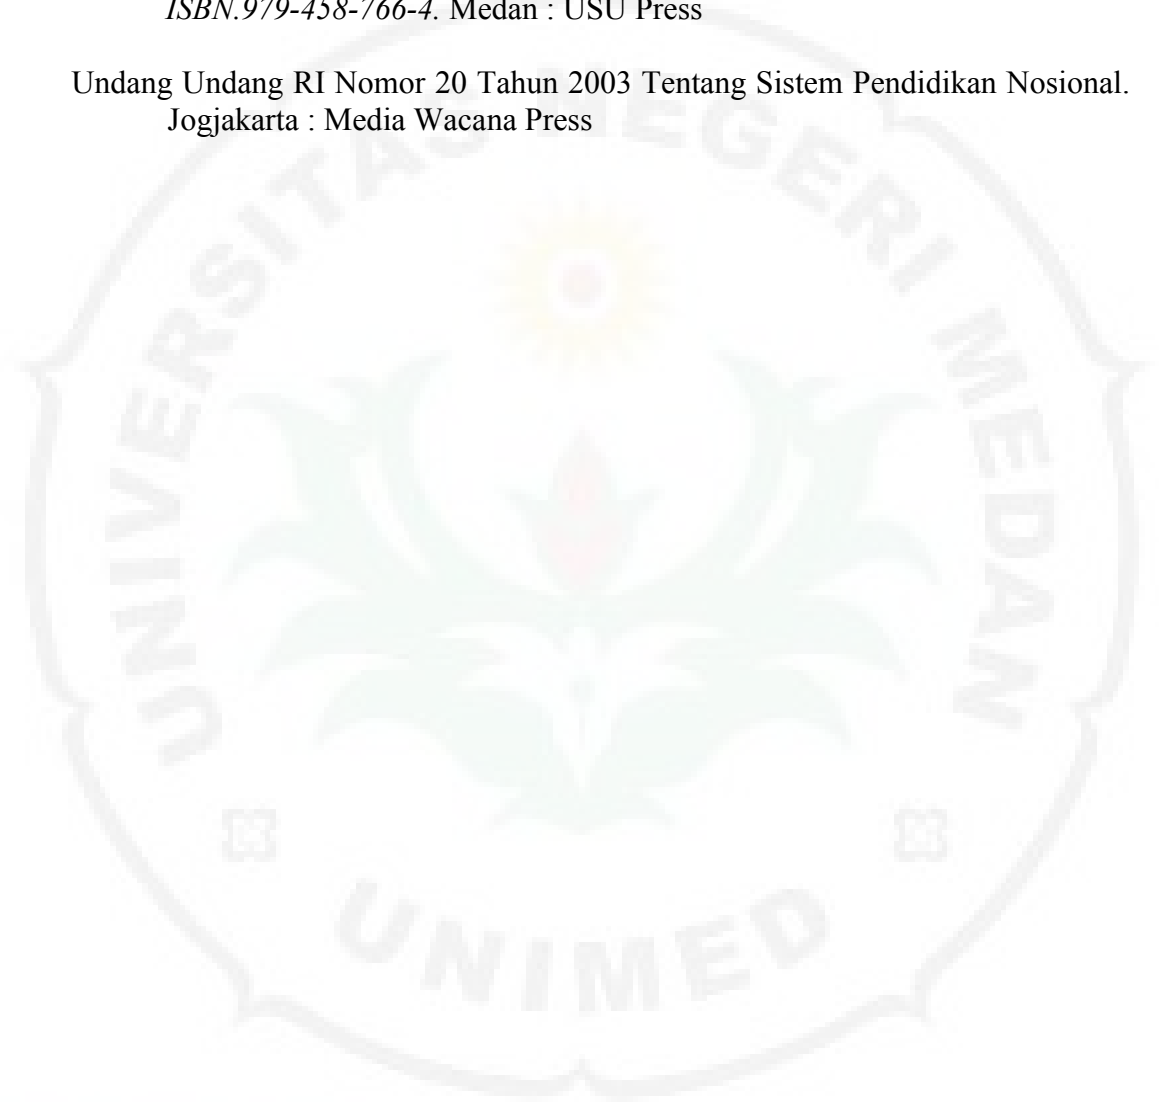 ISBN.979-458-766-4. Medan : USU Press
Undang Undang RI Nomor 20 Tahun 2003 Tentang Sistem Pendidikan Nosional.
Jogjakarta : Media Wacana Press
UNIVERSITAS NEGERI MEDAN
UNIMED